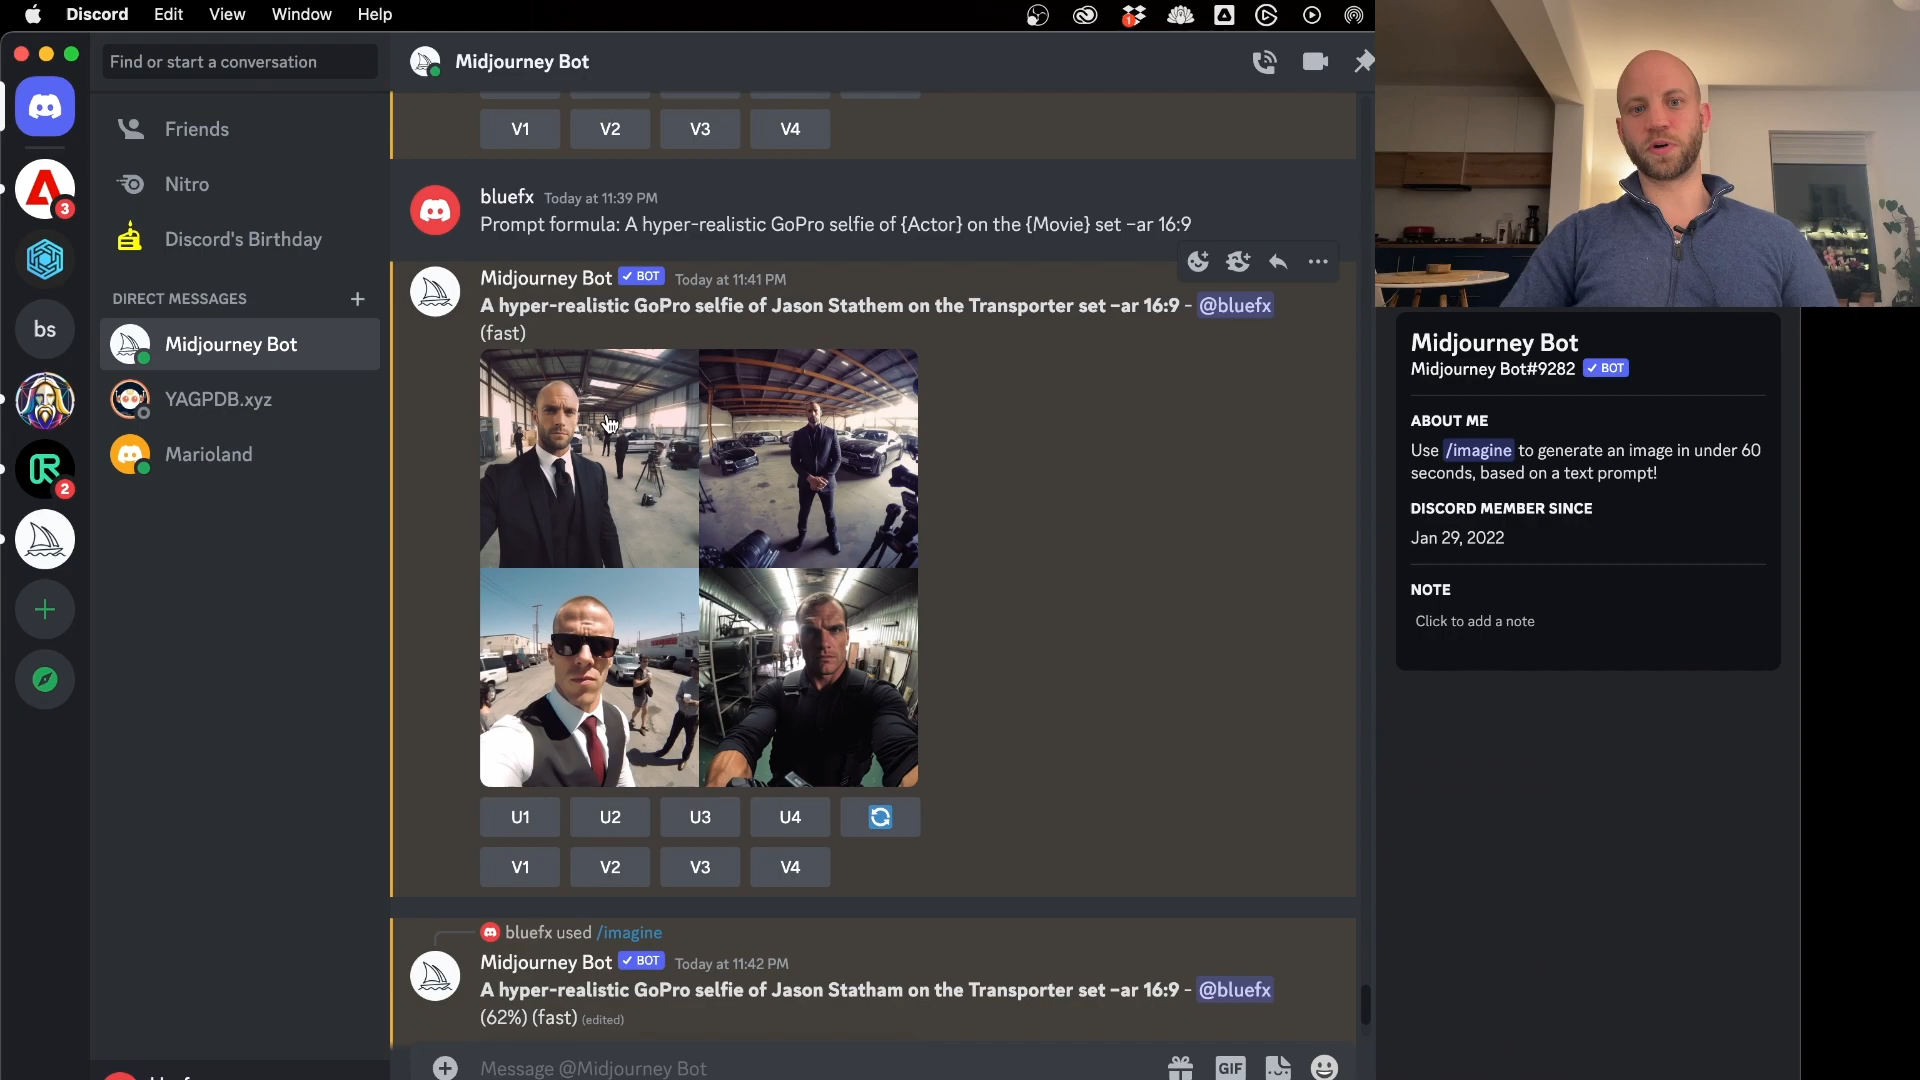 Discord Edit View Window Help
1
Find or start a conversation
Friends
Nitro
Discord's Birthday
DIRECT MESSAGES
Midjourney Bot
YAGPDB.xyz
Marioland
3
bs
2
Midjourney Bot
V1 V2 V3 V4
bluefx Today at 11:39 PM
Prompt formula: A hyper-realistic GoPro selfie of {Actor} on the {Movie} set –ar 16:9
Midjourney Bot ✓ BOT Today at 11:41 PM
A hyper-realistic GoPro selfie of Jason Stathem on the Transporter set –ar 16:9 - @bluefx
(fast)
U1 U2 U3 U4
V1 V2 V3 V4
bluefx used /imagine
Midjourney Bot ✓ BOT Today at 11:42 PM
A hyper-realistic GoPro selfie of Jason Statham on the Transporter set –ar 16:9 - @bluefx
(62%) (fast) (edited)
Message @Midjourney Bot
GIF
Midjourney Bot
Midjourney Bot#9282 ✓ BOT
ABOUT ME
Use /imagine to generate an image in under 60
seconds, based on a text prompt!
DISCORD MEMBER SINCE
Jan 29, 2022
NOTE
Click to add a note